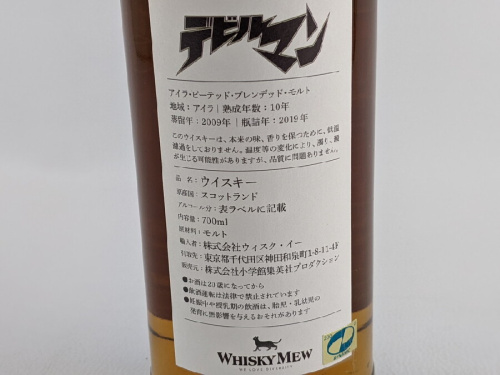 デビルマン
アイラ・ピーテッド・ブレンデッド・モルト
地域：アイラ｜熟成年数：10年
蒸留年：2009年｜瓶詰年：2019年
このウイスキーは、本来の味、香りを保つために、低温
濾過をしておりません。温度等の変化により、濁り、澱
が生じる可能性がありますが、品質に問題ありません。
品 名：ウイスキー
原産国：スコットランド
アルコール分：表ラベルに記載
内容量：700ml
原材料：モルト
輸入者：株式会社ウィスク・イー
引取先：東京都千代田区神田和泉町1-8-11-4F
販売元：株式会社小学館集英社プロダクション
●お酒は20歳になってから
●飲酒運転は法律で禁止されています
●妊娠中や授乳期の飲酒は、胎児・乳幼児の
発育に悪影響を与えるおそれがあります
WHISKY MEW